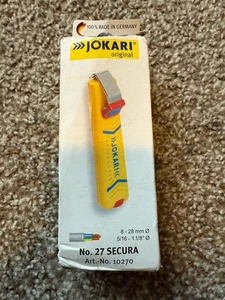 100% MADE IN GERMANY
JOKARI®
original
JOKARI
8 - 28 mm Ø
5/16 - 1.1/8" Ø
No. 27 SECURA
Art.-No. 10270